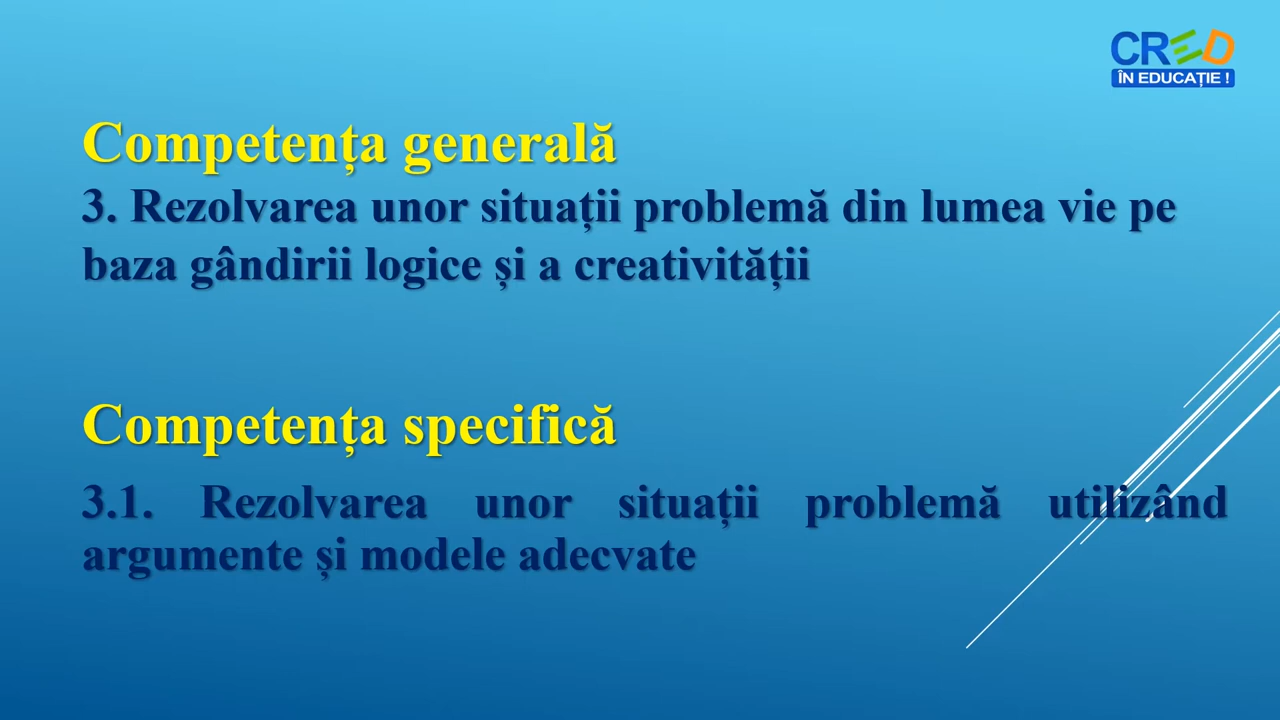 CRED
ÎN EDUCAȚIE !
Competența generală
3. Rezolvarea unor situații problemă din lumea vie pe
baza gândirii logice și a creativității
Competența specifică
3.1. Rezolvarea unor situații problemă utilizând
argumente și modele adecvate